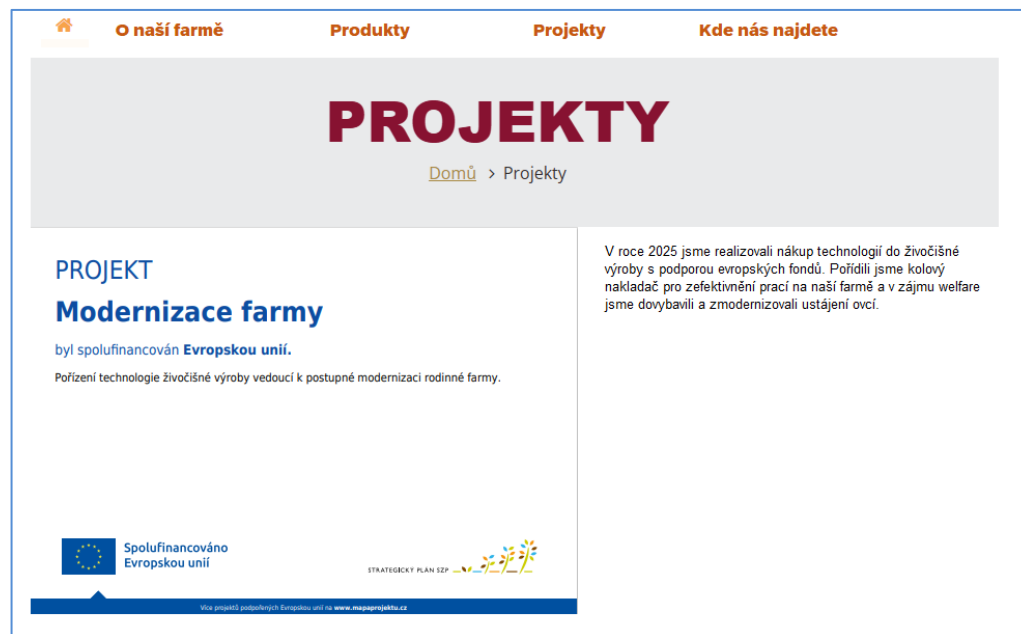 O naší farmě Produkty Projekty Kde nás najdete
PROJEKTY
Domů > Projekty
PROJEKT
Modernizace farmy
byl spolufinancován Evropskou unií.
Pořízení technologie živočišné výroby vedoucí k postupné modernizaci rodinné farmy.
Spolufinancováno
Evropskou unií
STRATEGICKÝ PLÁN SZP
Více projektů podpořených Evropskou unií na www.mapaprojektu.cz
V roce 2025 jsme realizovali nákup technologií do živočišné
výroby s podporou evropských fondů. Pořídili jsme kolový
nakladač pro zefektivnění prací na naší farmě a v zájmu welfare
jsme dovybavili a zmodernizovali ustájení ovcí.